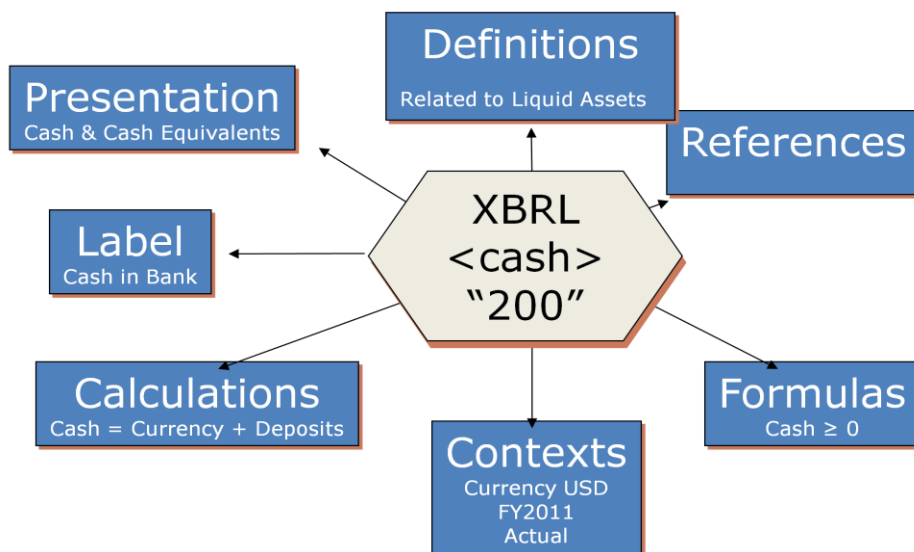 Definitions
Related to Liquid Assets
Presentation
Cash & Cash Equivalents
References
XBRL
<cash>
“200”
Label
Cash in Bank
Calculations
Cash = Currency + Deposits
Formulas
Cash ≥ 0
Contexts
Currency USD
FY2011
Actual